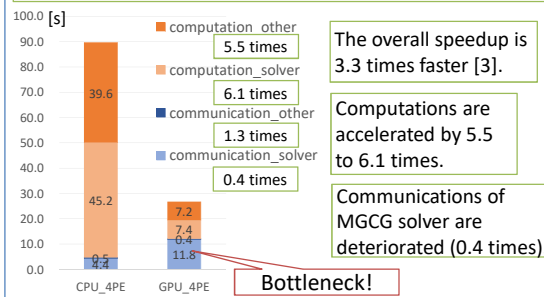 100.0
[s]
90.0
80.0
70.0
60.0
50.0
40.0
30.0
20.0
10.0
0.0
39.6
45.2
0.5
4.4
7.2
7.4
0.4
11.8
CPU_4PE
GPU_4PE
computation_other
5.5 times
computation_solver
6.1 times
communication_other
1.3 times
communication_solver
0.4 times
Bottleneck!
The overall speedup is
3.3 times faster [3].
Computations are
accelerated by 5.5
to 6.1 times.
Communications of
MGCG solver are
deteriorated (0.4 times)